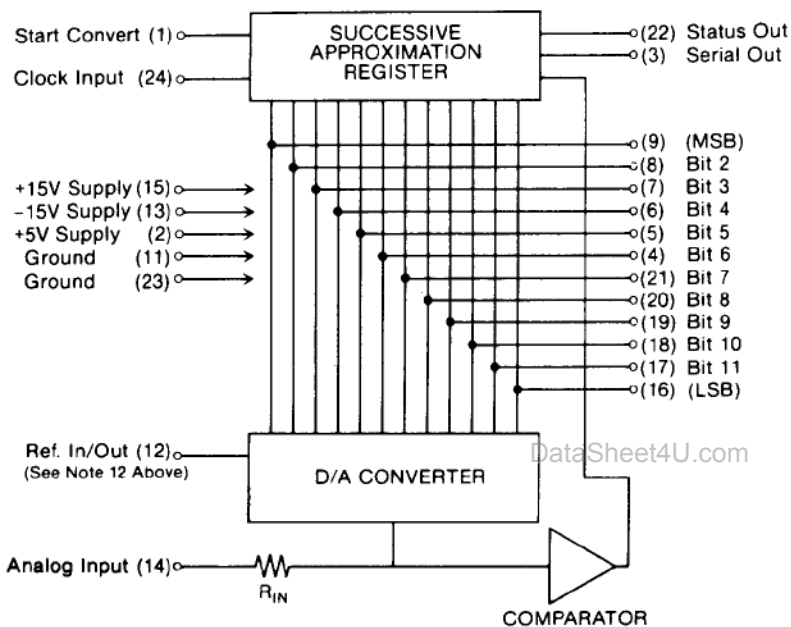 SUCCESSIVE
APPROXIMATION
REGISTER
Start Convert (1)
Clock Input (24)
(22) Status Out
(3) Serial Out
(9) (MSB)
(8) Bit 2
(7) Bit 3
(6) Bit 4
(5) Bit 5
(4) Bit 6
(21) Bit 7
(20) Bit 8
(19) Bit 9
(18) Bit 10
(17) Bit 11
(16) (LSB)
+15V Supply (15)
-15V Supply (13)
+5V Supply (2)
Ground (11)
Ground (23)
Ref. In/Out (12)
(See Note 12 Above)
D/A CONVERTER
DataSheet4U.com
Analog Input (14)
RIN
COMPARATOR